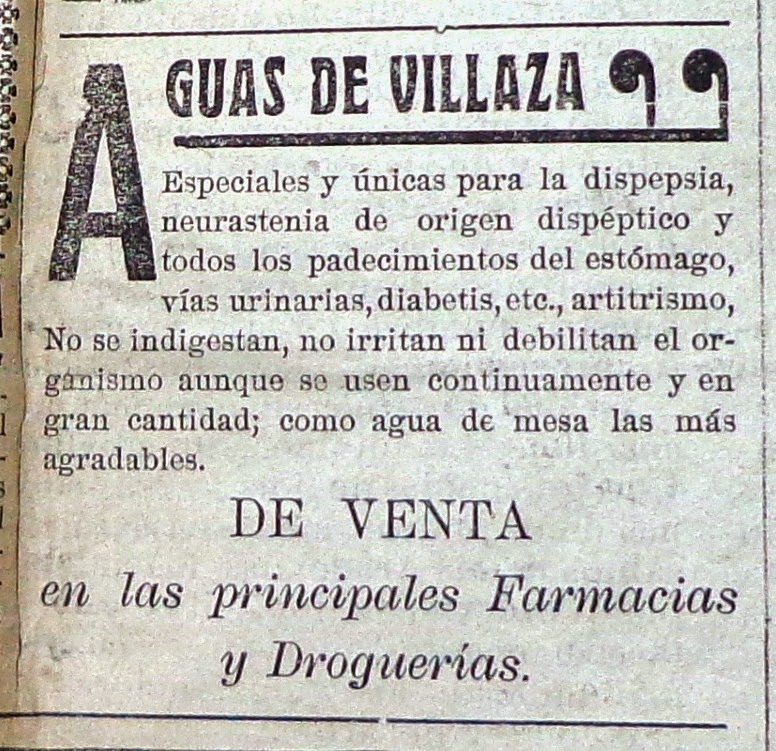 AGUAS DE VILLAZA
Especiales y únicas para la dispepsia,
neurastenia de origen dispéptico y
todos los padecimientos del estómago,
vías urinarias, diabetis, etc., artitrismo,
No se indigestan, no irritan ni debilitan el or-
ganismo aunque se usen continuamente y en
gran cantidad; como agua de mesa las más
agradables.
DE VENTA
en las principales Farmacias
y Droguerías.